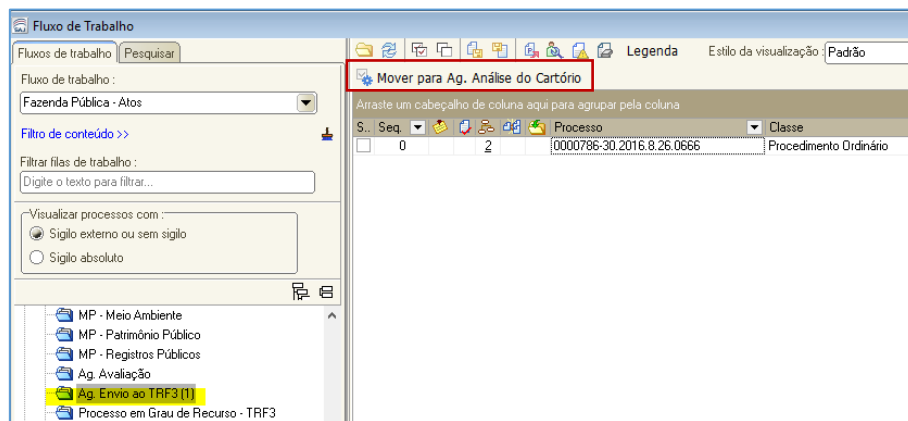 Fluxo de Trabalho
Fluxos de trabalho Pesquisar
Fluxo de trabalho :
Fazenda Pública - Atos
Filtro de conteúdo >>
Filtrar filas de trabalho :
Digite o texto para filtrar...
Visualizar processos com :
Sigilo externo ou sem sigilo
Sigilo absoluto
MP - Meio Ambiente
MP - Patrimônio Público
MP - Registros Públicos
Ag. Avaliação
Ag. Envio ao TRF3 (1)
Processo em Grau de Recurso - TRF3
Legenda Estilo da visualização : Padrão
Mover para Ag. Análise do Cartório
Arraste um cabeçalho de coluna aqui para agrupar pela coluna
S.. Seq. Processo Classe
0 2 0000786-30.2016.8.26.0666 Procedimento Ordinário